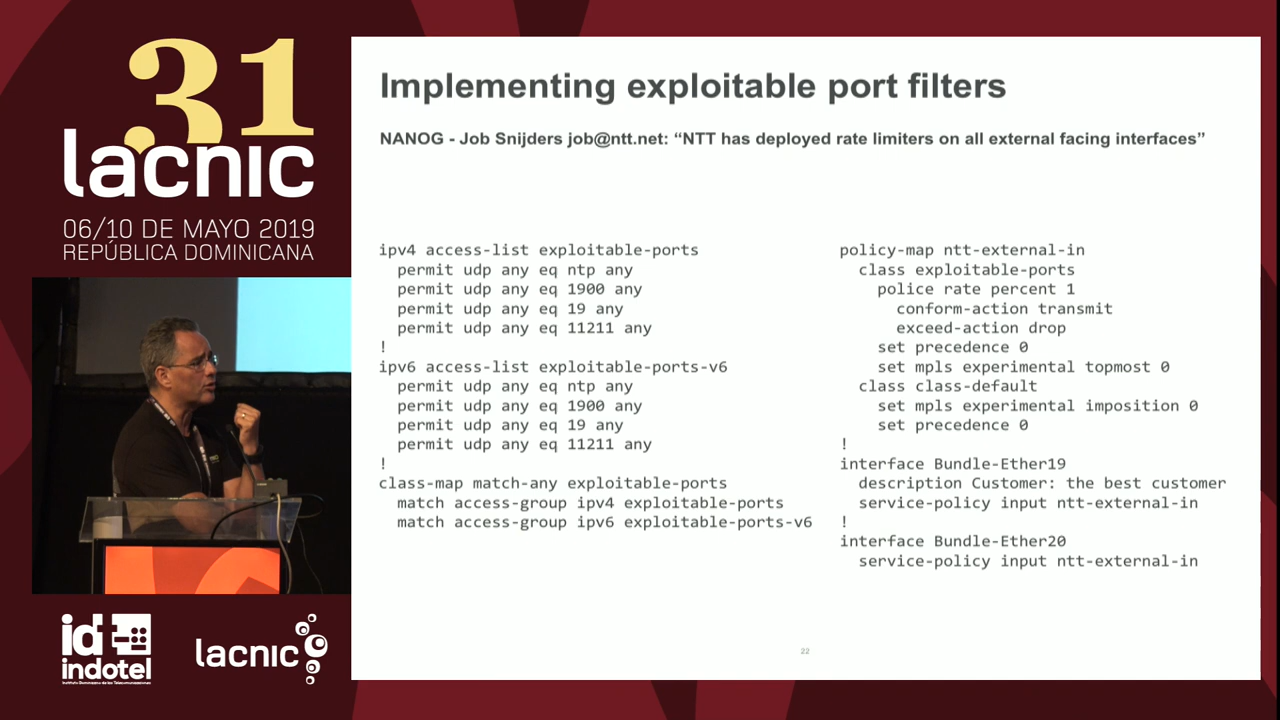 31
lacnic
06/10 DE MAYO 2019
REPÚBLICA DOMINICANA
Implementing exploitable port filters
NANOG - Job Snijders job@ntt.net: “NTT has deployed rate limiters on all external facing interfaces”
ipv4 access-list exploitable-ports
permit udp any eq ntp any
permit udp any eq 1900 any
permit udp any eq 19 any
permit udp any eq 11211 any
!
ipv6 access-list exploitable-ports-v6
permit udp any eq ntp any
permit udp any eq 1900 any
permit udp any eq 19 any
permit udp any eq 11211 any
!
class-map match-any exploitable-ports
match access-group ipv4 exploitable-ports
match access-group ipv6 exploitable-ports-v6
policy-map ntt-external-in
class exploitable-ports
police rate percent 1
conform-action transmit
exceed-action drop
set precedence 0
set mpls experimental topmost 0
class class-default
set mpls experimental imposition 0
set precedence 0
!
interface Bundle-Ether19
description Customer: the best customer
service-policy input ntt-external-in
!
interface Bundle-Ether20
service-policy input ntt-external-in
22
id
indotel
Instituto Dominicano de las Telecomunicaciones
lacnic